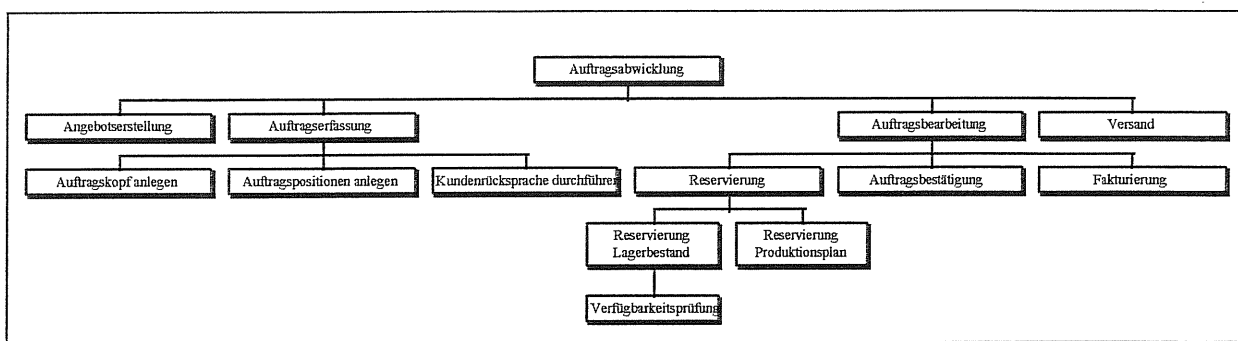 Auftragsabwicklung
Angebotserstellung
Auftragserfassung
Auftragsbearbeitung
Versand
Auftragskopf anlegen
Auftragspositionen anlegen
Kundenrücksprache durchführen
Reservierung
Auftragsbestätigung
Fakturierung
Reservierung
Lagerbestand
Reservierung
Produktionsplan
Verfügbarkeitsprüfung